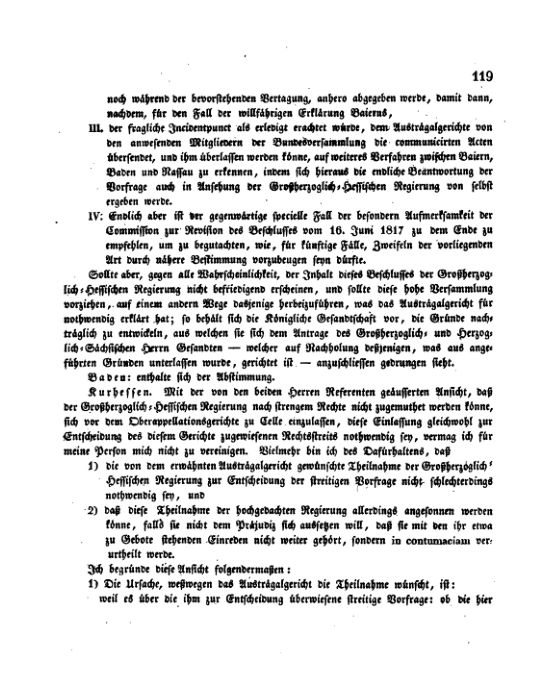 119
noch während der bevorstehenden Vertagung, anhero abgegeben werde, damit dann,
nachdem, für den Fall der willfährigen Erklärung Baierns,
III. der fragliche Incidentpunct als erledigt erachtet würde, dem Austrägalgerichte von
den anwesenden Mitgliedern der Bundesversammlung die communicirten Acten
übersendet, und ihm überlassen werden könne, auf weiteres Verfahren zwischen Baiern,
Baden und Nassau zu erkennen, indem sich hieraus die endliche Beantwortung der
Vorfrage auch in Ansehung der Großherzoglich-Hessischen Regierung von selbst
ergeben werde.
IV: Endlich aber ist der gegenwärtige specielle Fall der besondern Aufmerksamkeit der
Commission zur Revision des Beschlusses vom 16. Juni 1817 zu dem Ende zu
empfehlen, um zu begutachten, wie, für künftige Fälle, Zweifeln der vorliegenden
Art durch nähere Bestimmung vorzubeugen seyn dürfte.
Sollte aber, gegen alle Wahrscheinlichkeit, der Inhalt dieses Beschlusses der Großherzog-
lich-Hessischen Regierung nicht befriedigend erscheinen, und sollte diese hohe Versammlung
vorziehen, auf einem andern Wege dasjenige herbeizuführen, was das Austrägalgericht für
nothwendig erklärt hat; so behält sich die Königliche Gesandtschaft vor, die Gründe nach-
träglich zu entwickeln, aus welchen sie sich dem Antrage des Großherzoglich- und Herzog-
lich-Sächsischen Herrn Gesandten — welcher auf Nachholung desjenigen, was aus ange-
führten Gründen unterlassen wurde, gerichtet ist — anzuschliessen gedrungen sieht.
Baden: enthalte sich der Abstimmung.
Kurhessen. Mit der von den beiden Herren Referenten geäusserten Ansicht, daß
der Großherzoglich-Hessischen Regierung nach strengem Rechte nicht zugemuthet werden könne,
sich vor dem Oberappellationsgerichte zu Celle einzulassen, diese Einlassung gleichwohl zur
Entscheidung des diesem Gerichte zugewiesenen Rechtsstreits nothwendig sey, vermag ich für
meine Person mich nicht zu vereinigen. Vielmehr bin ich des Dafürhaltens, daß
1) die von dem erwähnten Austrägalgericht gewünschte Theilnahme der Großherzoglich-
Hessischen Regierung zur Entscheidung der streitigen Vorfrage nicht schlechterdings
nothwendig sey, und
2) daß diese Theilnahme der hochgedachten Regierung allerdings angesonnen werden
könne, falls sie nicht dem Präjudiz sich aussetzen will, daß sie mit den ihr etwa
zu Gebote stehenden Einreden nicht weiter gehört, sondern in contumaciam ver-
urtheilt werde.
Ich begründe diese Ansicht folgendermaßen:
1) Die Ursache, weßwegen das Austrägalgericht die Theilnahme wünscht, ist:
weil es über die ihm zur Entscheidung überwiesene streitige Vorfrage: ob die hier